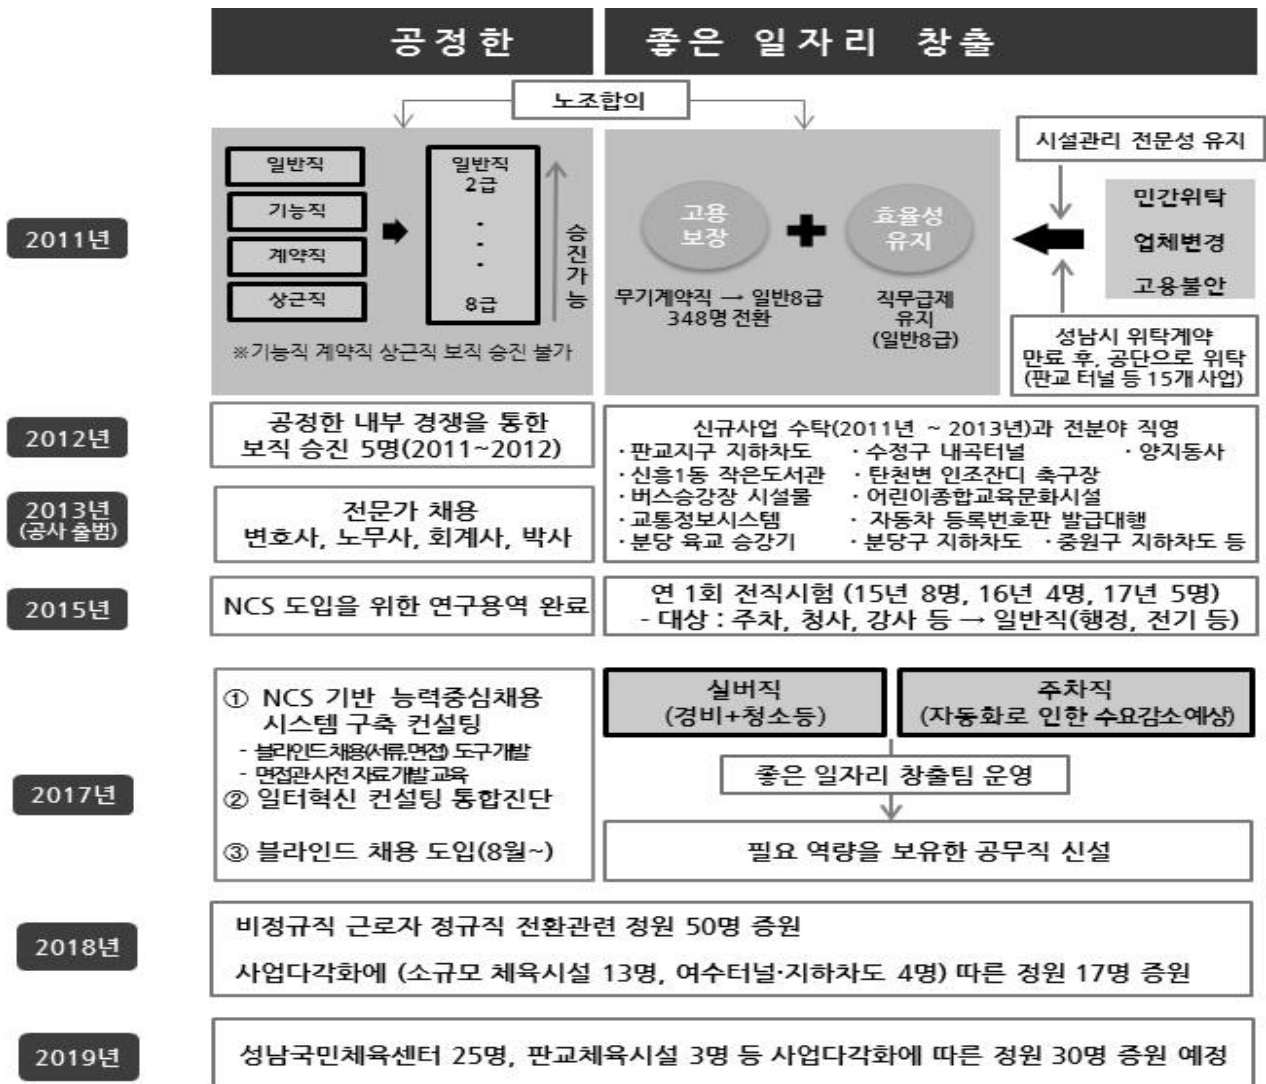 공정한
좋은 일자리 창출
노조합의
2011년
일반직
기능직
계약직
상근직
일반직
2급
·
·
·
8급
승진가능
※기능직 계약직 상근직 보직 승진 불가
고용
보장
효율성
유지
무기계약직 → 일반8급
348명 전환
직무급제
유지
(일반8급)
시설관리 전문성 유지
민간위탁
업체변경
고용불안
성남시 위탁계약
만료 후, 공단으로 위탁
(판교 터널 등 15개 사업)
2012년
공정한 내부 경쟁을 통한
보직 승진 5명(2011~2012)
2013년
(공사 출범)
전문가 채용
변호사, 노무사, 회계사, 박사
신규사업 수탁(2011년 ~ 2013년)과 전분야 직영
·판교지구 지하차도 ·수정구 내곡터널 ·양지동사
·신흥1동 작은도서관 ·탄천변 인조잔디 축구장
·버스승강장 시설물 ·어린이종합교육문화시설
·교통정보시스템 · 자동차 등록번호판 발급대행
·분당 육교 승강기 ·분당구 지하차도 ·중원구 지하차도 등
2015년
NCS 도입을 위한 연구용역 완료
연 1회 전직시험 (15년 8명, 16년 4명, 17년 5명)
- 대상 : 주차, 청사, 강사 등 → 일반직(행정, 전기 등)
2017년
① NCS 기반 능력중심채용
시스템 구축 컨설팅
- 블라인드 채용(서류,면접) 도구 개발
- 면접관 사전 자료 개발 교육
② 일터혁신 컨설팅 통합진단
③ 블라인드 채용 도입(8월~)
실버직
(경비+청소등)
주차직
(자동화로 인한 수요감소예상)
좋은 일자리 창출팀 운영
필요 역량을 보유한 공무직 신설
2018년
비정규직 근로자 정규직 전환관련 정원 50명 증원
사업다각화에 (소규모 체육시설 13명, 여수터널·지하차도 4명) 따른 정원 17명 증원
2019년
성남국민체육센터 25명, 판교체육시설 3명 등 사업다각화에 따른 정원 30명 증원 예정